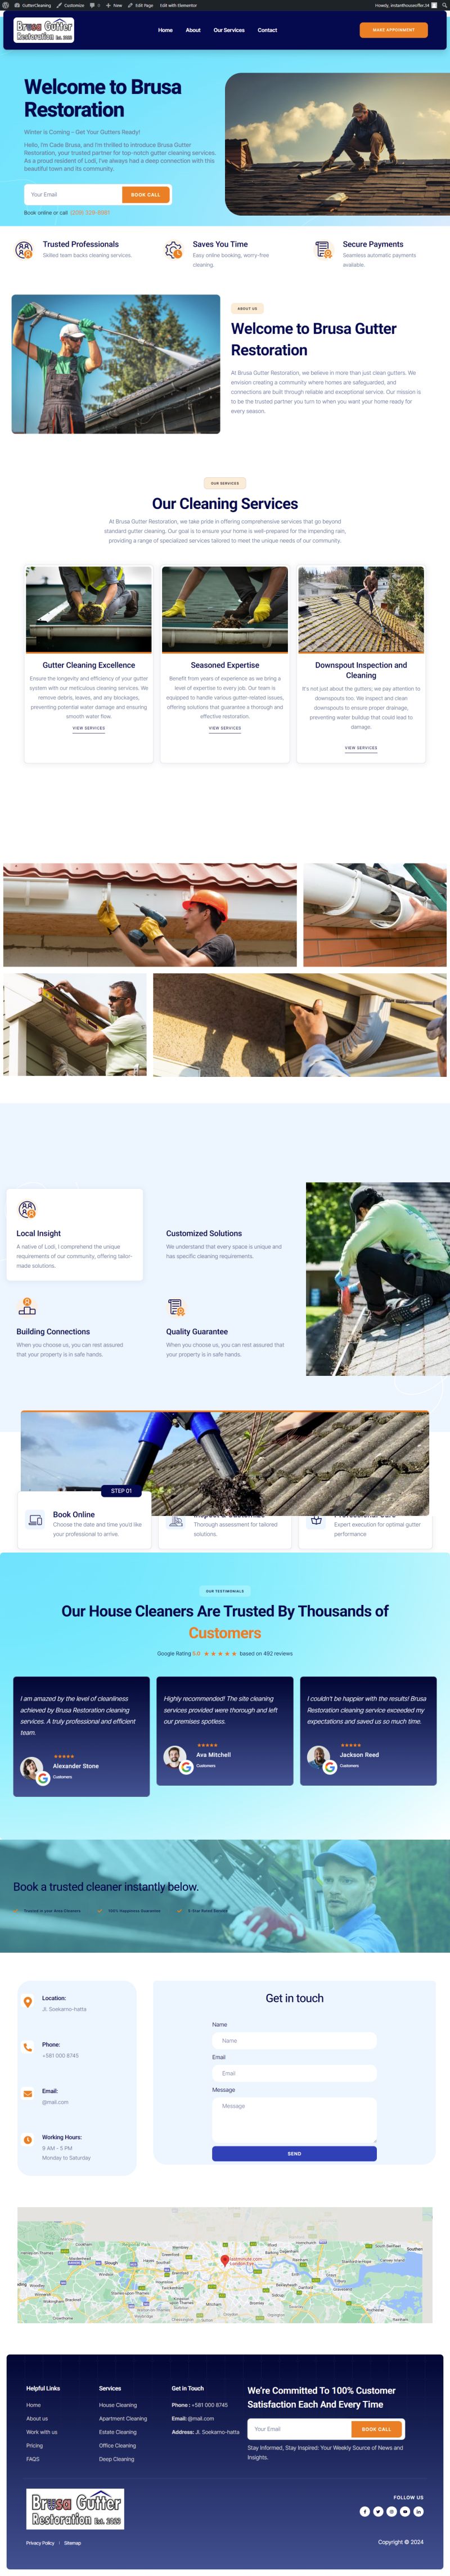 GutterCleaning Customize 0 New Edit Page Edit with Elementor
Howdy, instanthouseoffer.24
Brusa Gutter
Restoration Est. 2023
Home About Our Services Contact
MAKE APPOINMENT
Welcome to Brusa
Restoration
Winter is Coming – Get Your Gutters Ready!
Hello, I'm Cade Brusa, and I'm thrilled to introduce Brusa Gutter
Restoration, your trusted partner for top-notch gutter cleaning services.
As a proud resident of Lodi, I've always had a deep connection with this
beautiful town and its community.
Your Email
BOOK CALL
Book online or call
Trusted Professionals
Skilled team backs cleaning services.
Saves You Time
Easy online booking, worry-free
cleaning.
Secure Payments
Seamless automatic payments
available.
ABOUT US
Welcome to Brusa Gutter
Restoration
At Brusa Gutter Restoration, we believe in more than just clean gutters. We
envision creating a community where homes are safeguarded, and
connections are built through reliable and exceptional service. Our mission is
to be the trusted partner you turn to when you want your home ready for
every season.
OUR SERVICES
Our Cleaning Services
At Brusa Gutter Restoration, we take pride in offering comprehensive services that go beyond
standard gutter cleaning. Our goal is to ensure your home is well-prepared for the impending rain,
providing a range of specialized services tailored to meet the unique needs of our community.
Gutter Cleaning Excellence
Ensure the longevity and efficiency of your gutter
system with our meticulous cleaning services. We
remove debris, leaves, and any blockages,
preventing potential water damage and ensuring
smooth water flow.
VIEW SERVICES
Seasoned Expertise
Benefit from years of experience as we bring a
level of expertise to every job. Our team is
equipped to handle various gutter-related issues,
offering solutions that guarantee a thorough and
effective restoration.
VIEW SERVICES
Downspout Inspection and
Cleaning
It's not just about the gutters; we pay attention to
downspouts too. We inspect and clean
downspouts to ensure proper drainage,
preventing water buildup that could lead to
damage.
VIEW SERVICES
Local Insight
A native of Lodi, I comprehend the unique
requirements of our community, offering tailor-
made solutions.
Customized Solutions
We understand that every space is unique and
has specific cleaning requirements.
Building Connections
When you choose us, you can rest assured
that your property is in safe hands.
Quality Guarantee
When you choose us, you can rest assured that
your property is in safe hands.
STEP 01
Book Online
Choose the date and time you'd like
your professional to arrive.
Thorough assessment for tailored
solutions.
Expert execution for optimal gutter
performance
OUR TESTIMONIALS
Our House Cleaners Are Trusted By Thousands of
Customers
Google Rating 5.0 ★★★★★ based on 492 reviews
I am amazed by the level of cleanliness
achieved by Brusa Restoration cleaning
services. A truly professional and efficient
team.
★★★★★
Alexander Stone
Customers
Highly recommended! The site cleaning
services provided were thorough and left
our premises spotless.
★★★★★
Ava Mitchell
Customers
I couldn't be happier with the results! Brusa
Restoration cleaning service exceeded my
expectations and saved us so much time.
★★★★★
Jackson Reed
Customers
Book a trusted cleaner instantly below.
Trusted in your Area Cleaners
100% Happiness Guarantee
5-Star Rated Service
Location:
Jl. Soekarno-hatta
Phone:
+581 000 8745
Email:
@mail.com
Working Hours:
9 AM - 5 PM
Monday to Saturday
Get in touch
Name
Name
Email
Email
Message
Message
SEND
Slough
Windsor
Bromley
Croydon
Dartford
Rochester
Helpful Links
Home
About us
Work with us
Pricing
FAQS
Services
House Cleaning
Apartment Cleaning
Estate Cleaning
Office Cleaning
Deep Cleaning
Get in Touch
Phone : +581 000 8745
Email: @mail.com
Address: Jl. Soekarno-hatta
We're Committed To 100% Customer
Satisfaction Each And Every Time
Your Email
BOOK CALL
Stay Informed, Stay Inspired: Your Weekly Source of News and
Insights.
Brusa Gutter
Restoration Est. 2023
FOLLOW US
Privacy Policy | Sitemap
Copyright © 2024